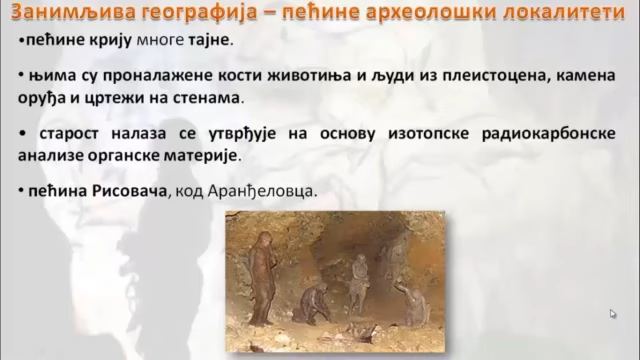 Занимљива географија – пећине археолошки локалитети
•пећине крију многе тајне.
• њима су проналажене кости животиња и људи из плеистоцена, камена
оруђа и цртежи на стенама.
• старост налаза се утврђује на основу изотопске радиокарбонске
анализе органске материје.
• пећина Рисовача, код Аранђеловца.